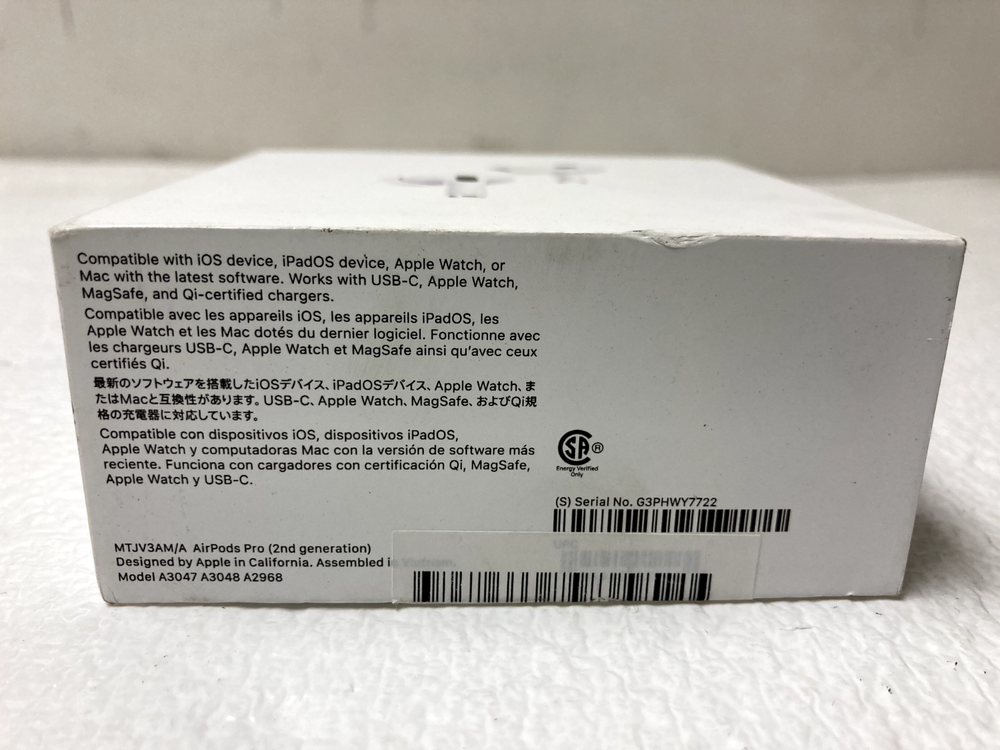 Compatible with iOS device, iPadOS device, Apple Watch, or
Mac with the latest software. Works with USB-C, Apple Watch,
MagSafe, and Qi-certified chargers.
Compatible avec les appareils iOS, les appareils iPadOS, les
Apple Watch et les Mac dotés du dernier logiciel. Fonctionne avec
les chargeurs USB-C, Apple Watch et MagSafe ainsi qu'avec ceux
certifiés Qi.
最新のソフトウェアを搭載したiOSデバイス、iPadOSデバイス、Apple Watch、ま
たはMacと互換性があります。USB-C、Apple Watch、MagSafe、およびQi規
格の充電器に対応しています。
Compatible con dispositivos iOS, dispositivos iPadOS,
Apple Watch y computadoras Mac con la versión de software más
reciente. Funciona con cargadores con certificación Qi, MagSafe,
Apple Watch y USB-C.
CSA ®
Energy Verified
Only
(S) Serial No. G3PHWY7722
UPC
MTJV3AM/A AirPods Pro (2nd generation)
Designed by Apple in California. Assembled in Vietnam.
Model A3047 A3048 A2968